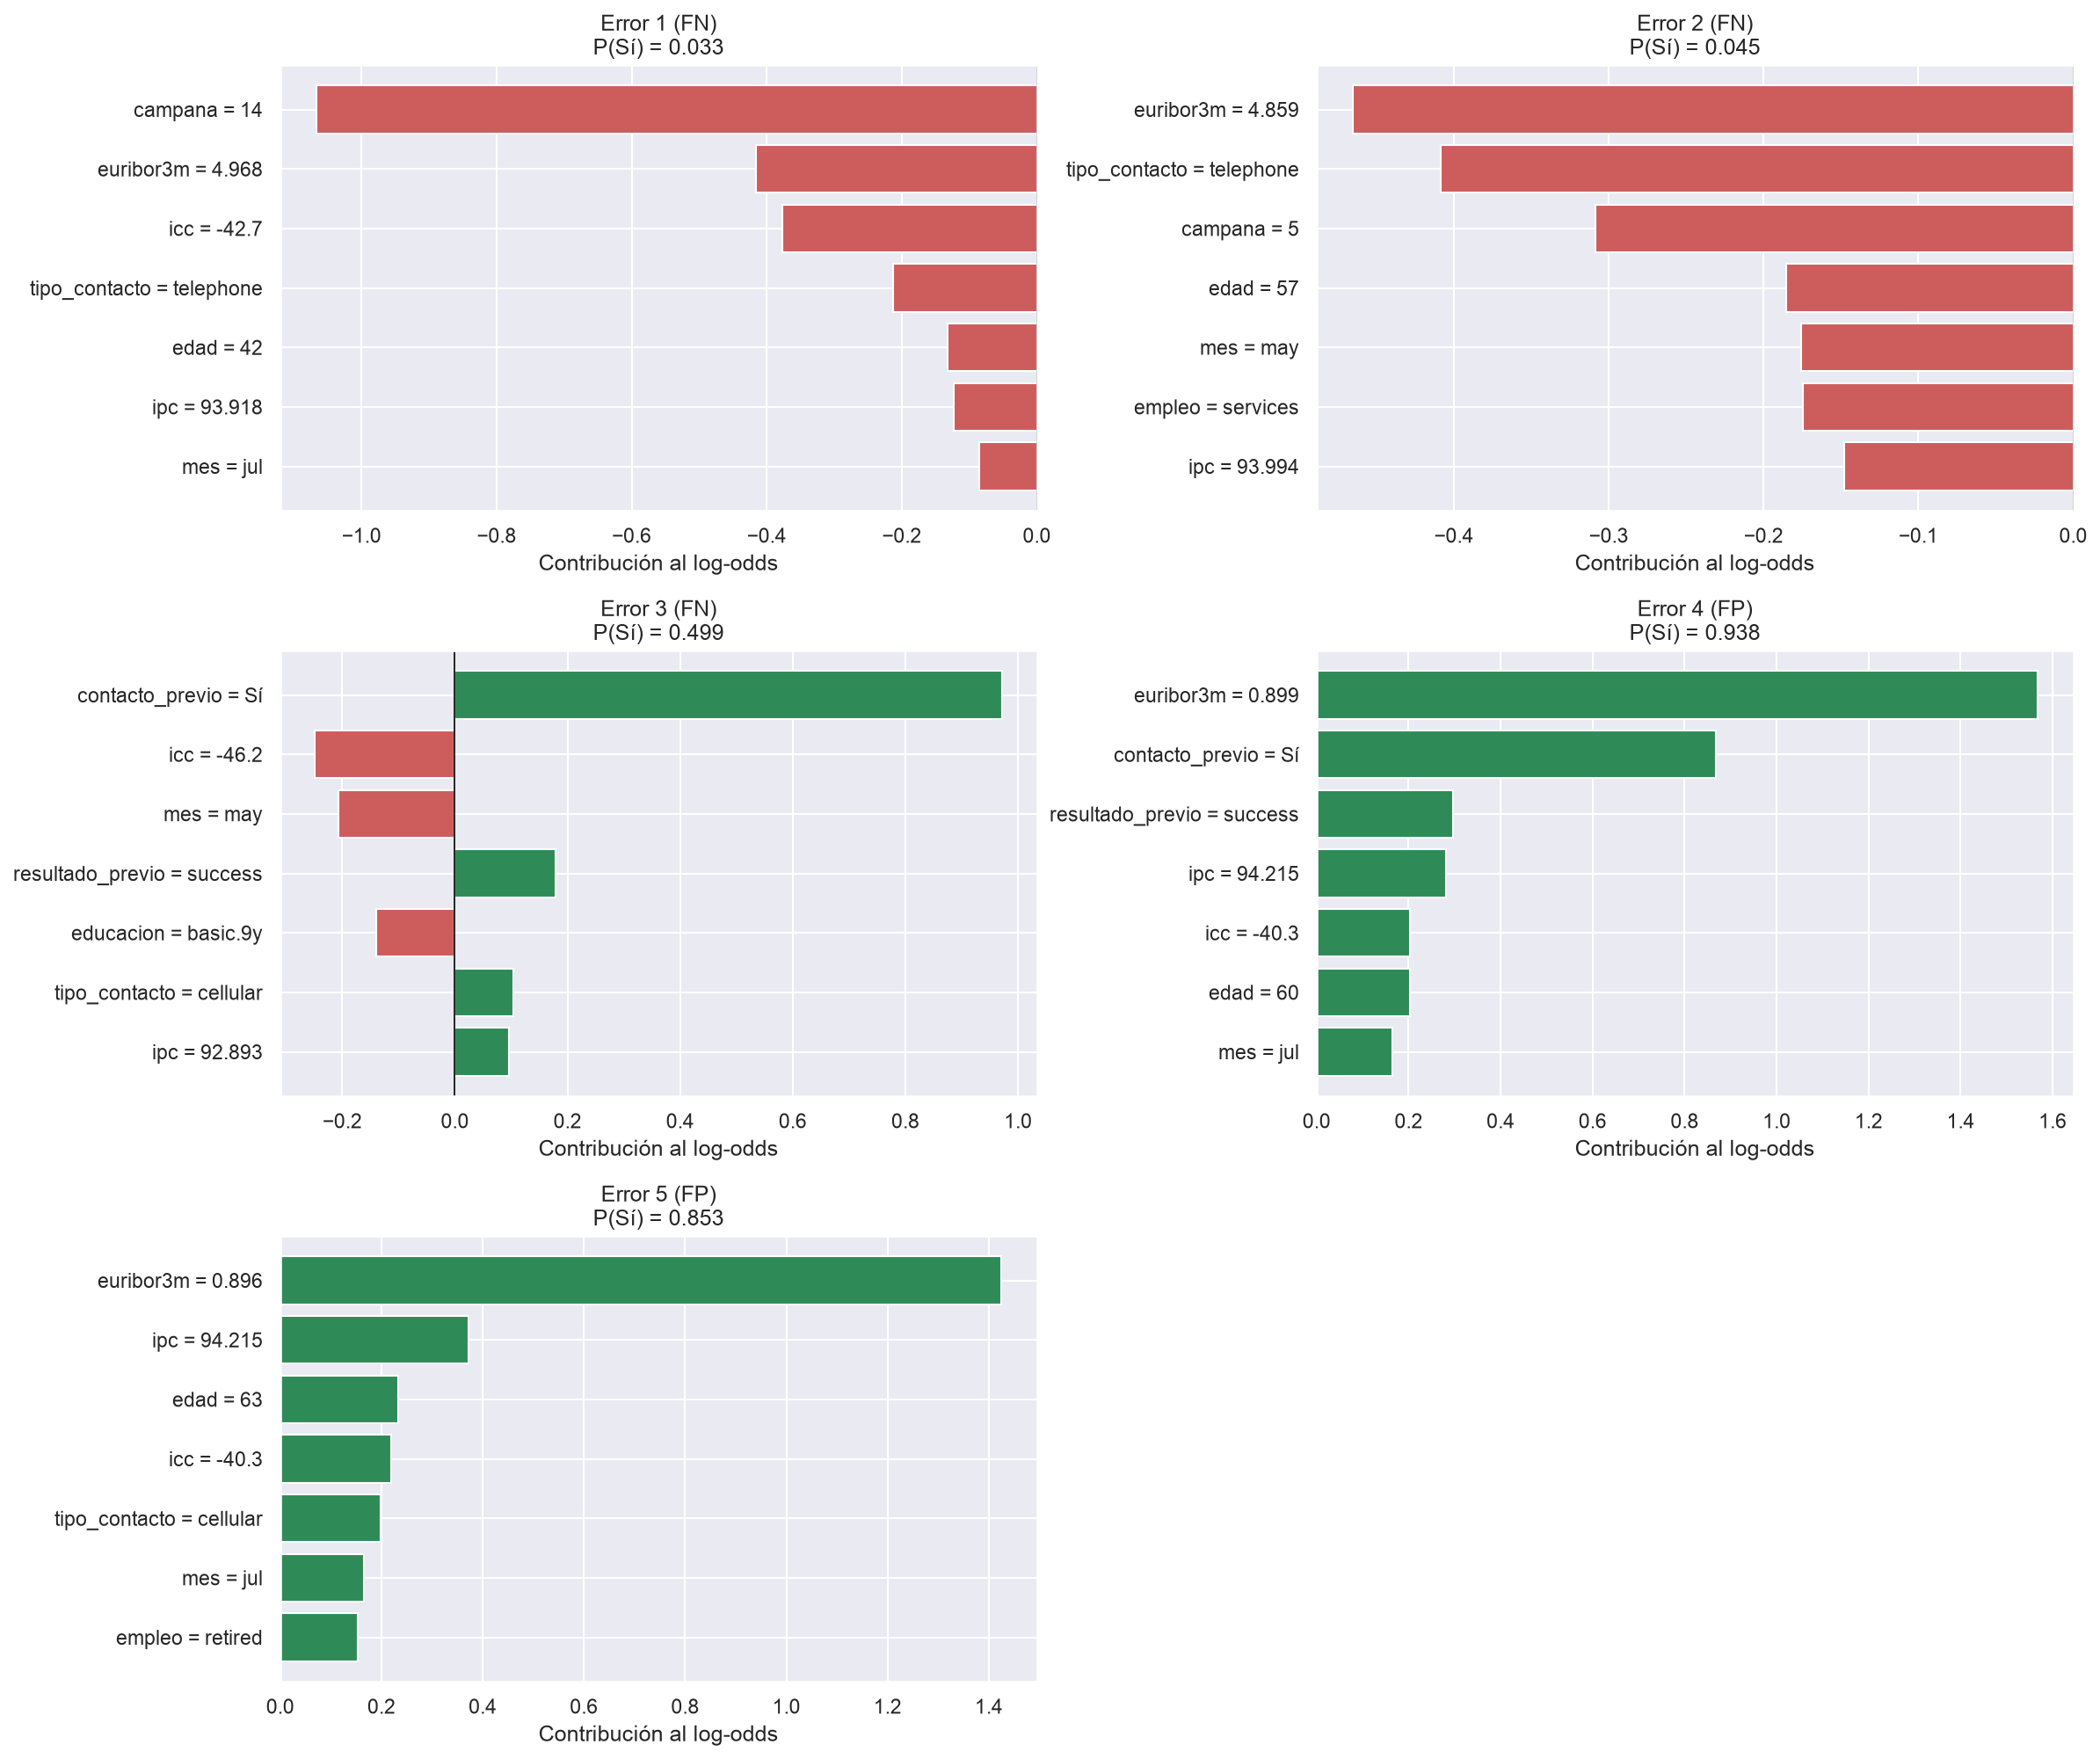 Error 1 (FN)
P(Sí) = 0.033
campana = 14
euribor3m = 4.968
icc = -42.7
tipo_contacto = telephone
edad = 42
ipc = 93.918
mes = jul
−1.0 −0.8 −0.6 −0.4 −0.2 0.0
Contribución al log-odds
Error 2 (FN)
P(Sí) = 0.045
euribor3m = 4.859
tipo_contacto = telephone
campana = 5
edad = 57
mes = may
empleo = services
ipc = 93.994
−0.4 −0.3 −0.2 −0.1 0.0
Contribución al log-odds
Error 3 (FN)
P(Sí) = 0.499
contacto_previo = Sí
icc = -46.2
mes = may
resultado_previo = success
educacion = basic.9y
tipo_contacto = cellular
ipc = 92.893
−0.2 0.0 0.2 0.4 0.6 0.8 1.0
Contribución al log-odds
Error 4 (FP)
P(Sí) = 0.938
euribor3m = 0.899
contacto_previo = Sí
resultado_previo = success
ipc = 94.215
icc = -40.3
edad = 60
mes = jul
0.0 0.2 0.4 0.6 0.8 1.0 1.2 1.4 1.6
Contribución al log-odds
Error 5 (FP)
P(Sí) = 0.853
euribor3m = 0.896
ipc = 94.215
edad = 63
icc = -40.3
tipo_contacto = cellular
mes = jul
empleo = retired
0.0 0.2 0.4 0.6 0.8 1.0 1.2 1.4
Contribución al log-odds